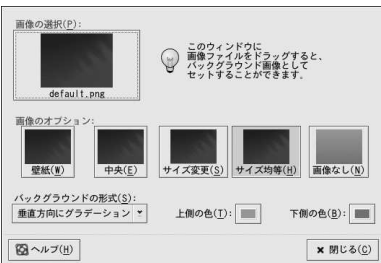 画像の選択(P):
このウィンドウに
画像ファイルをドラッグすると、
バックグラウンド画像として
セットすることができます.
default.png
画像のオプション:
壁紙(W) 中央(E) サイズ変更(S) サイズ均等(H) 画像なし(N)
バックグラウンドの形式(S):
垂直方向にグラデーション 上側の色(T): 下側の色(B):
ヘルプ(H) 閉じる(C)